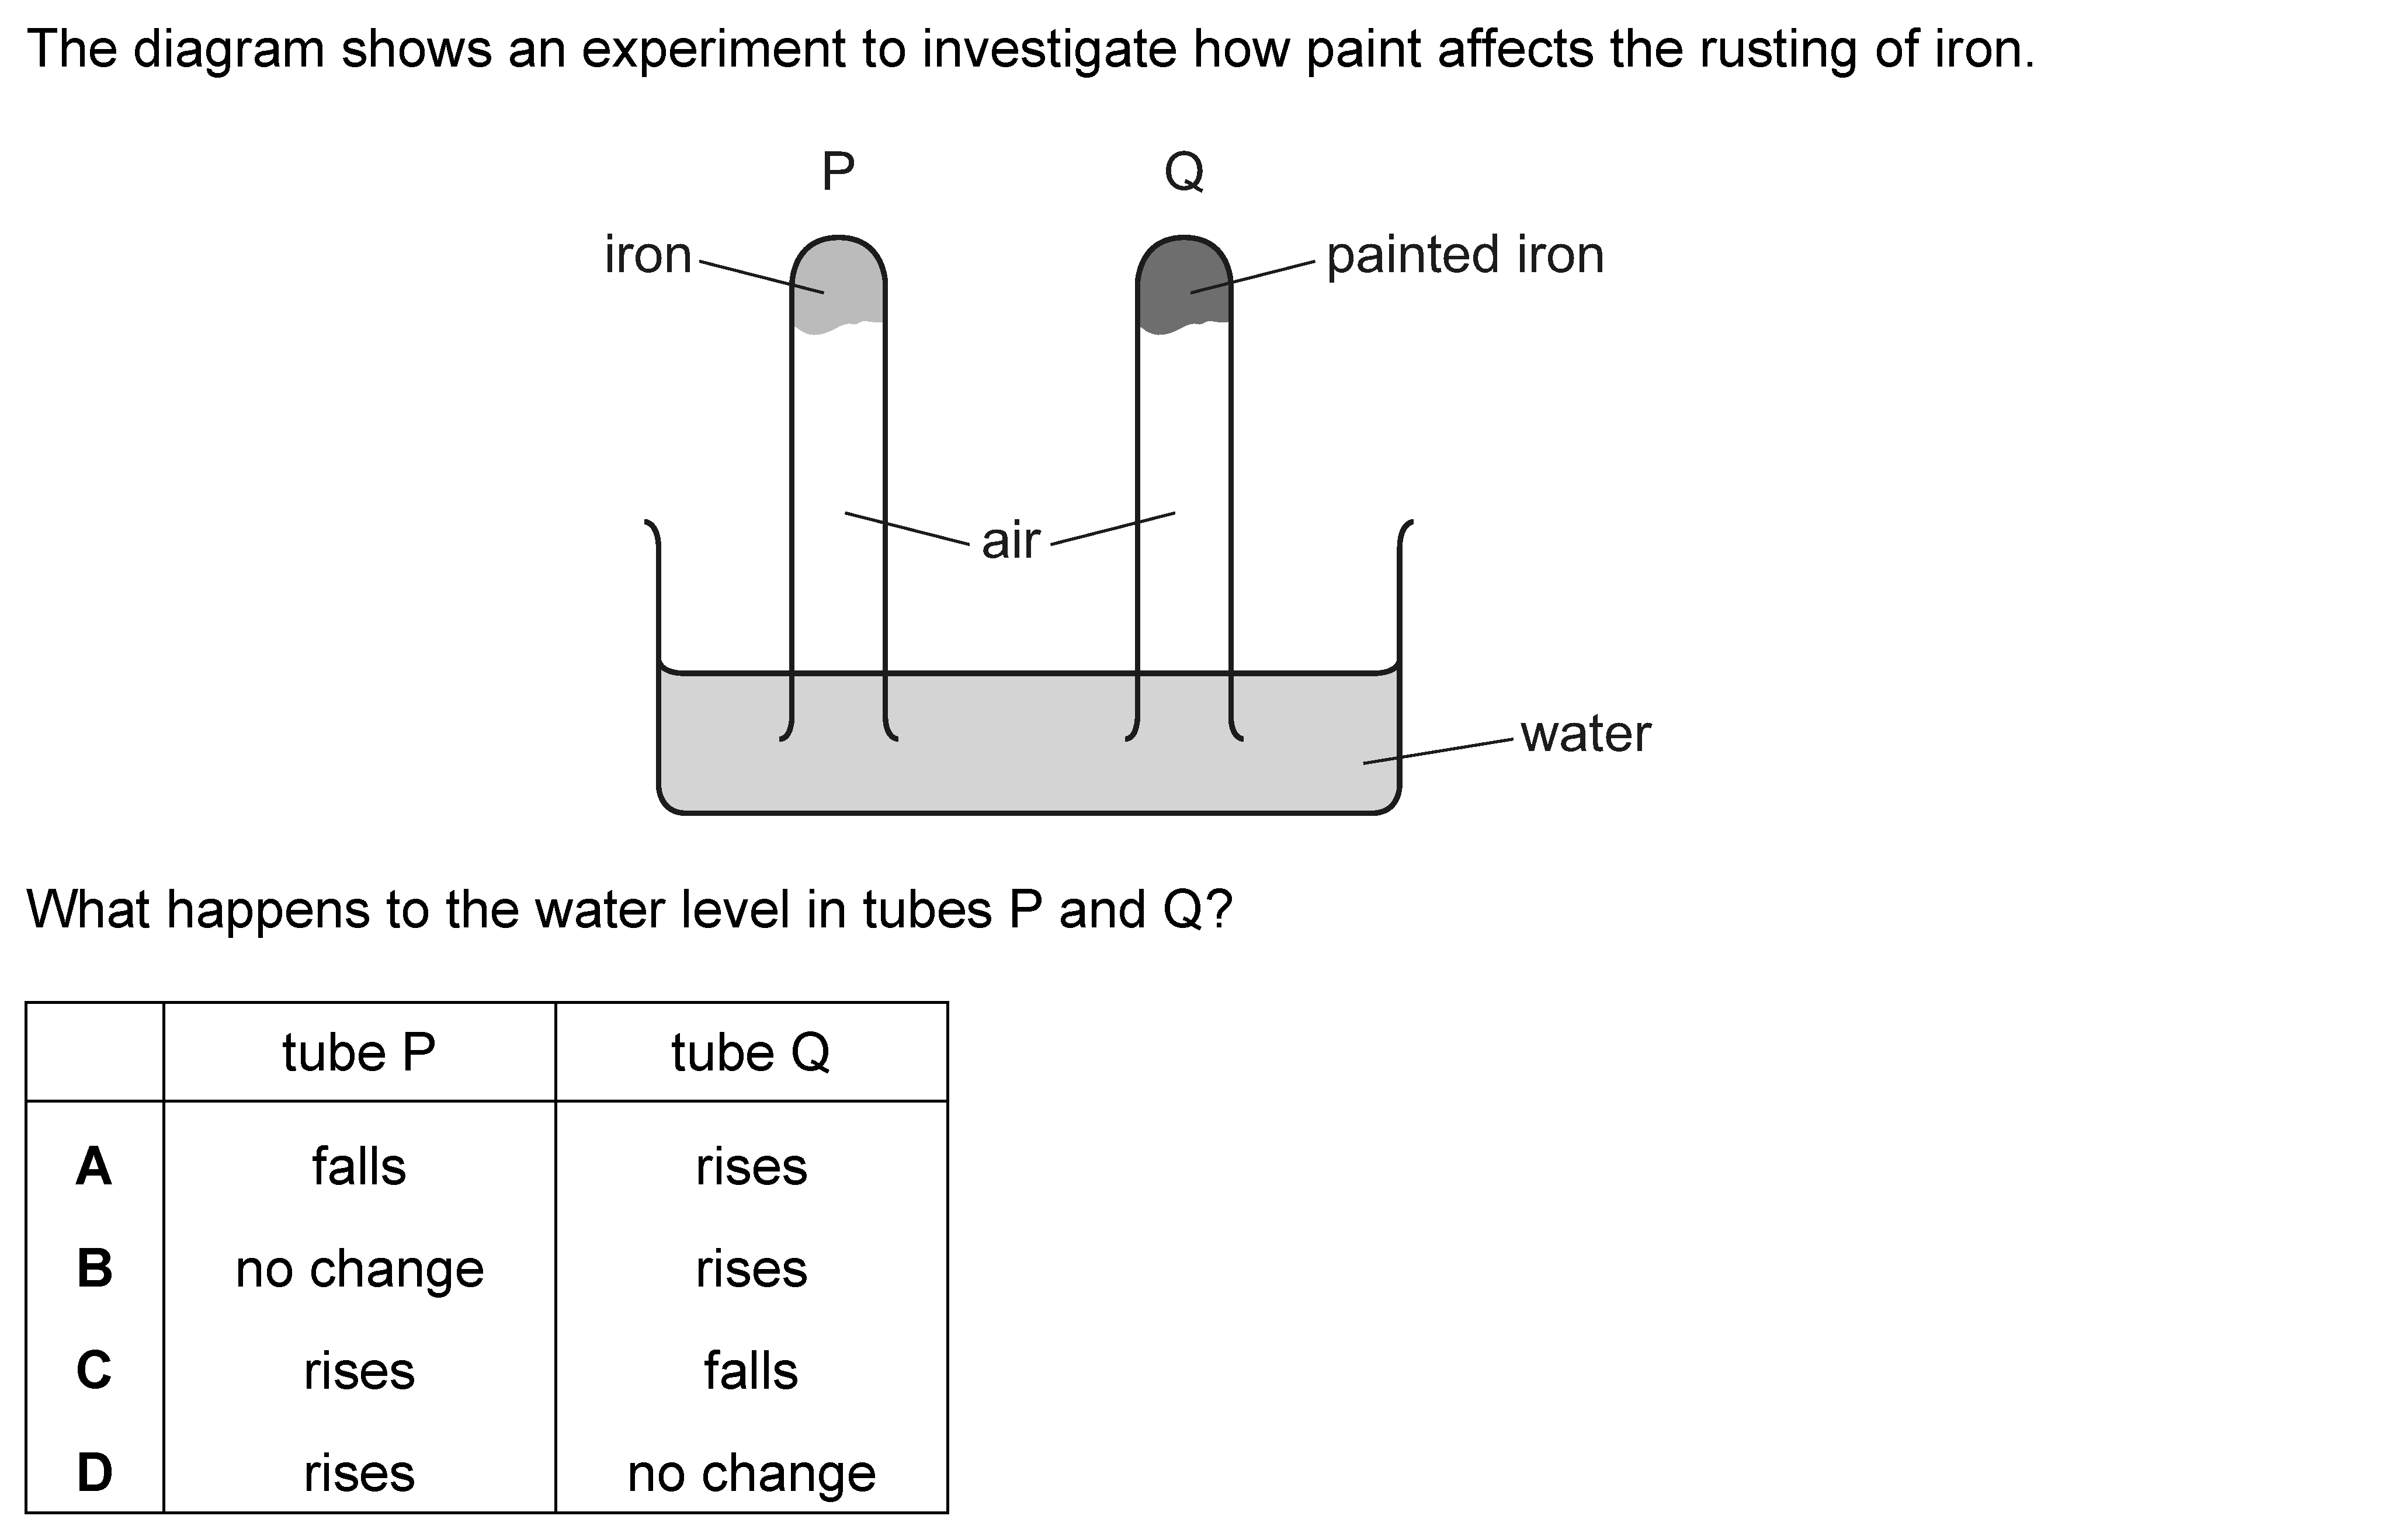 The diagram shows an experiment to investigate how paint affects the rusting of iron.
P Q
iron painted iron
air
water
What happens to the water level in tubes P and Q?
tube P tube Q
A falls rises
B no change rises
C rises falls
D rises no change